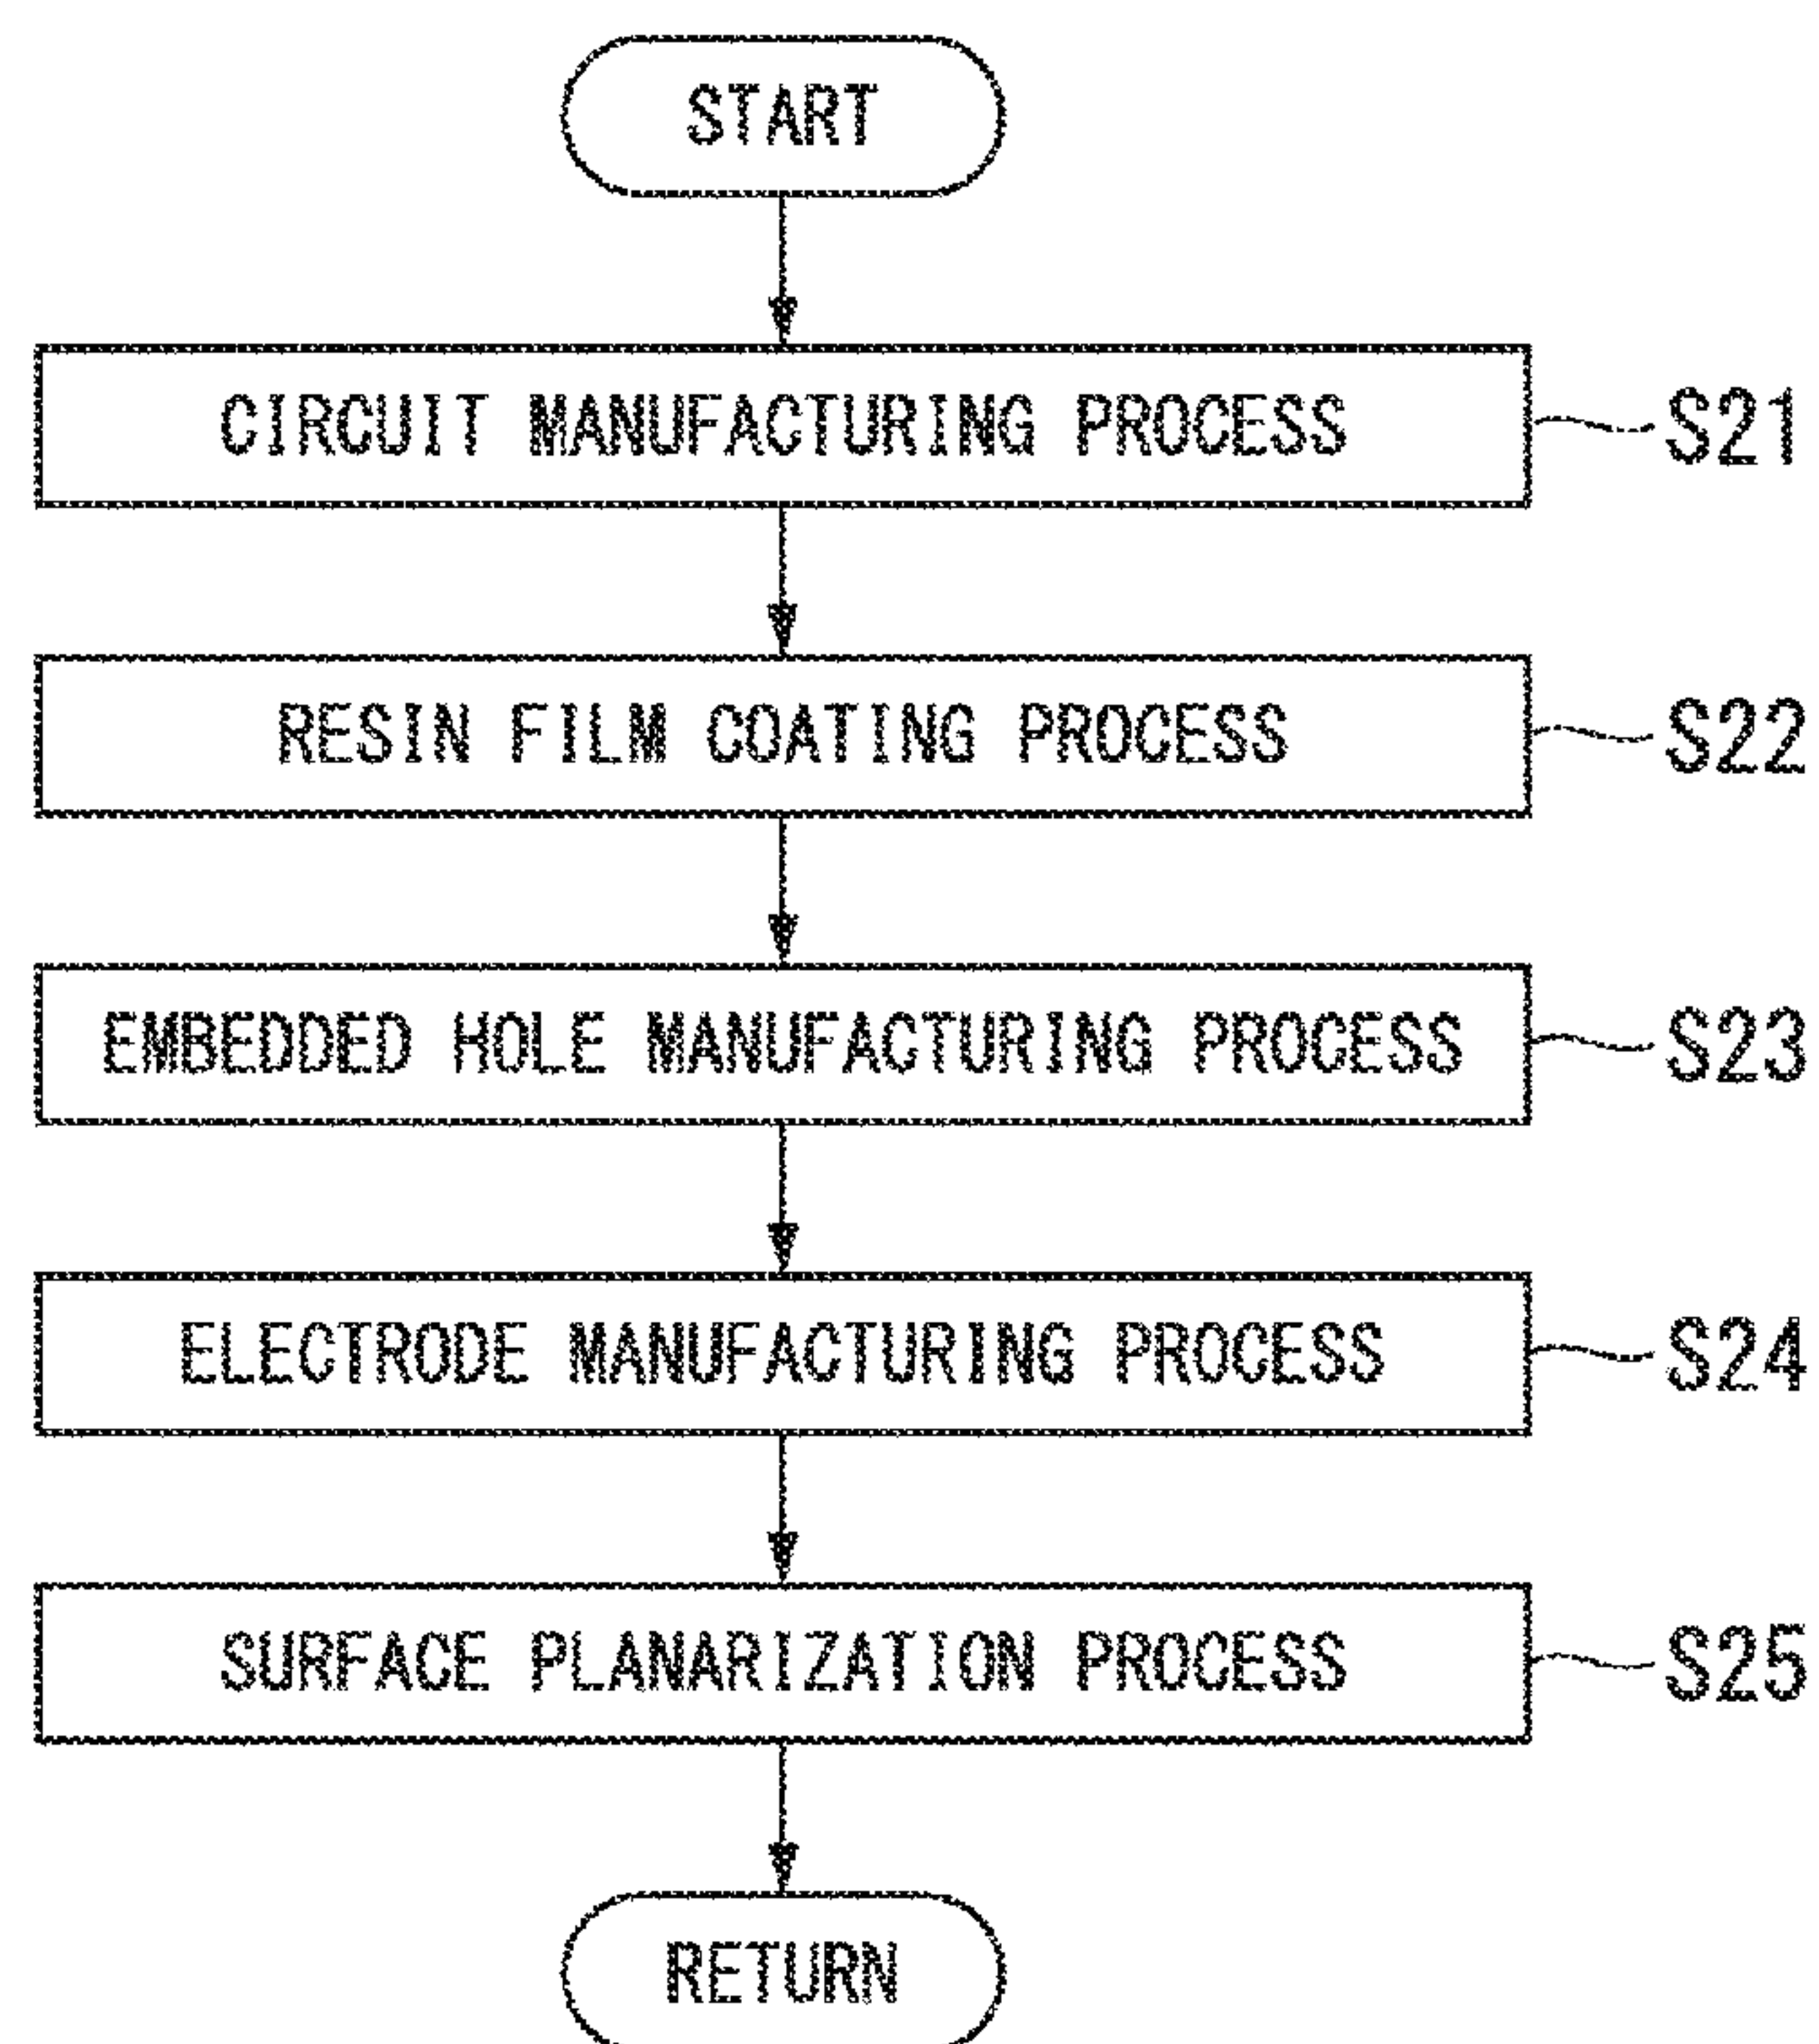 START
CIRCUIT MANUFACTURING PROCESS S21
RESIN FILM COATING PROCESS S22
EMBEDDED HOLE MANUFACTURING PROCESS S23
ELECTRODE MANUFACTURING PROCESS S24
SURFACE PLANARIZATION PROCESS S25
RETURN